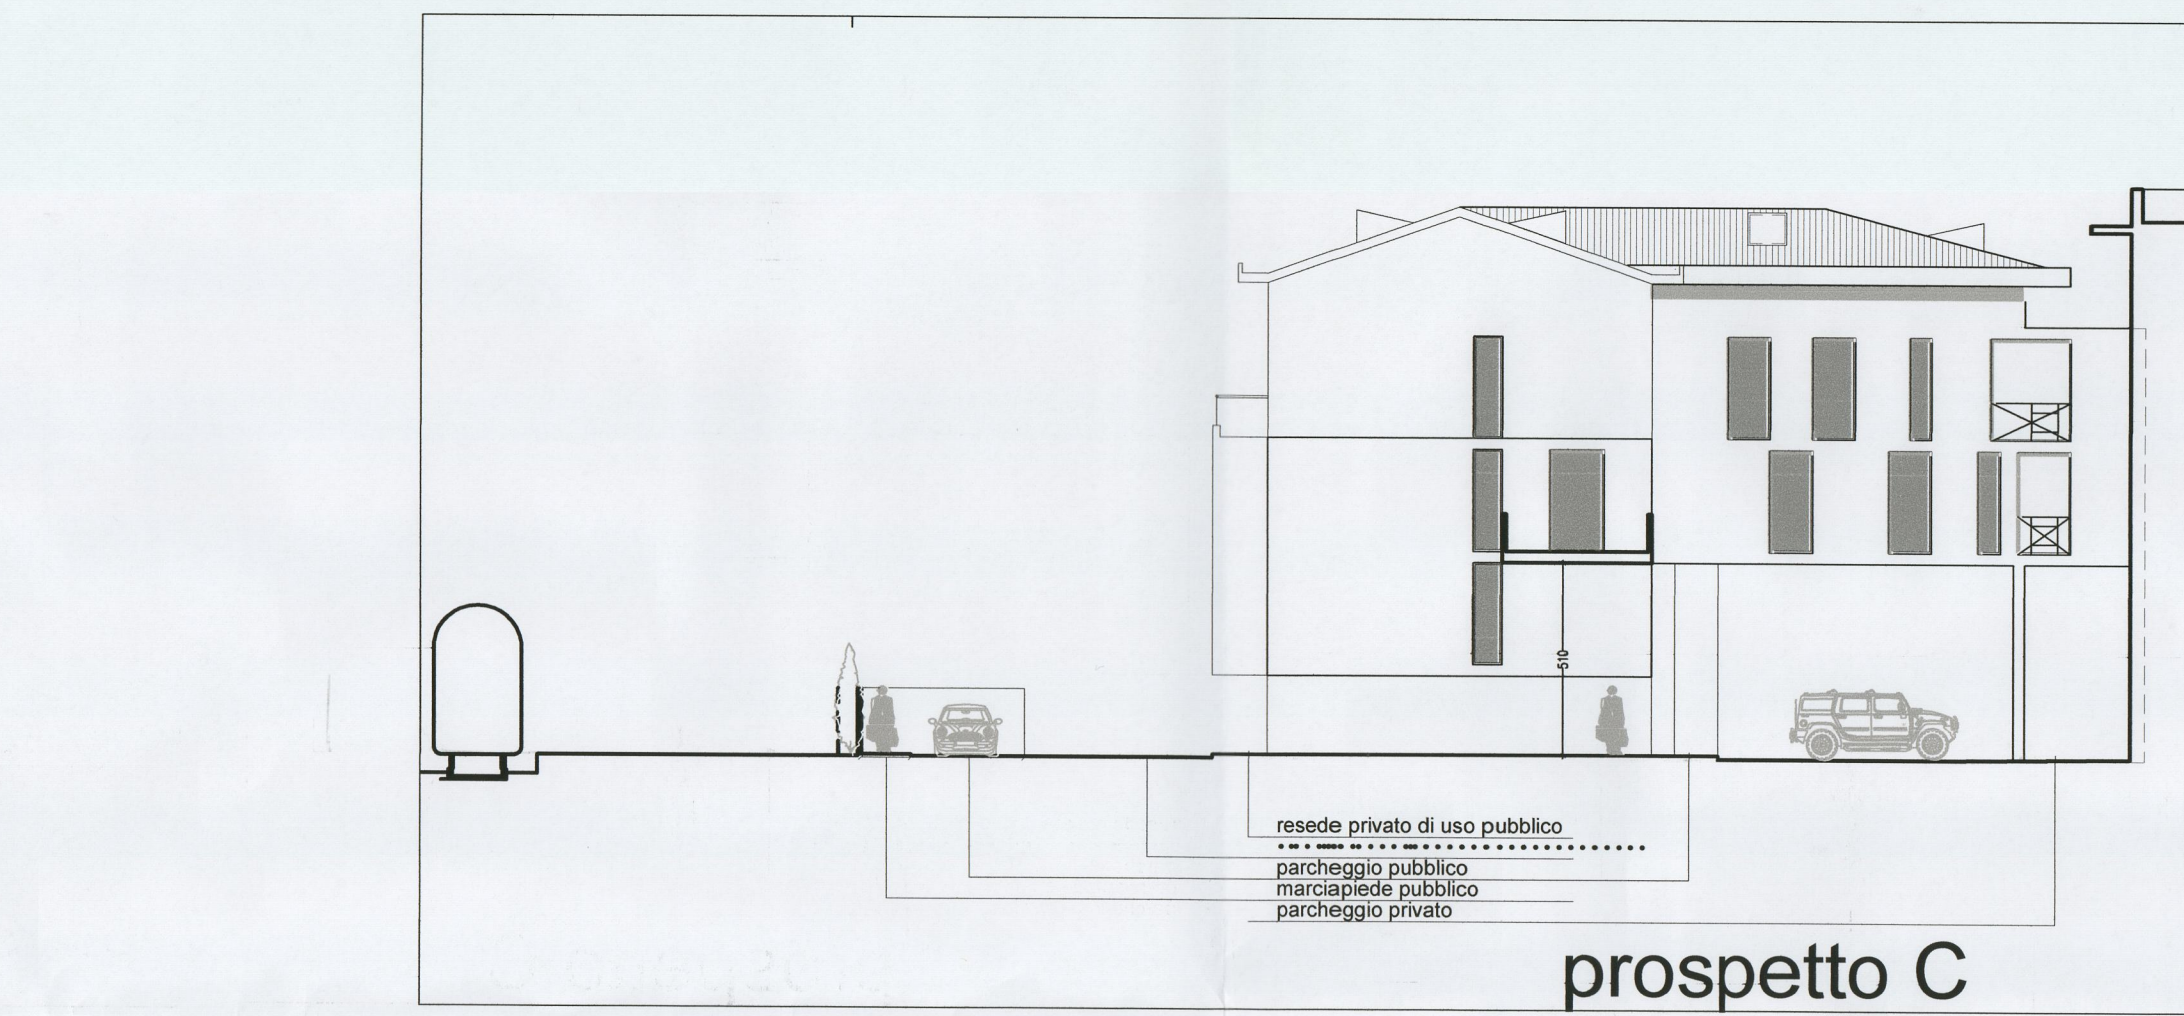 510
resede privato di uso pubblico
parcheggio pubblico
marciapiede pubblico
parcheggio privato
prospetto C